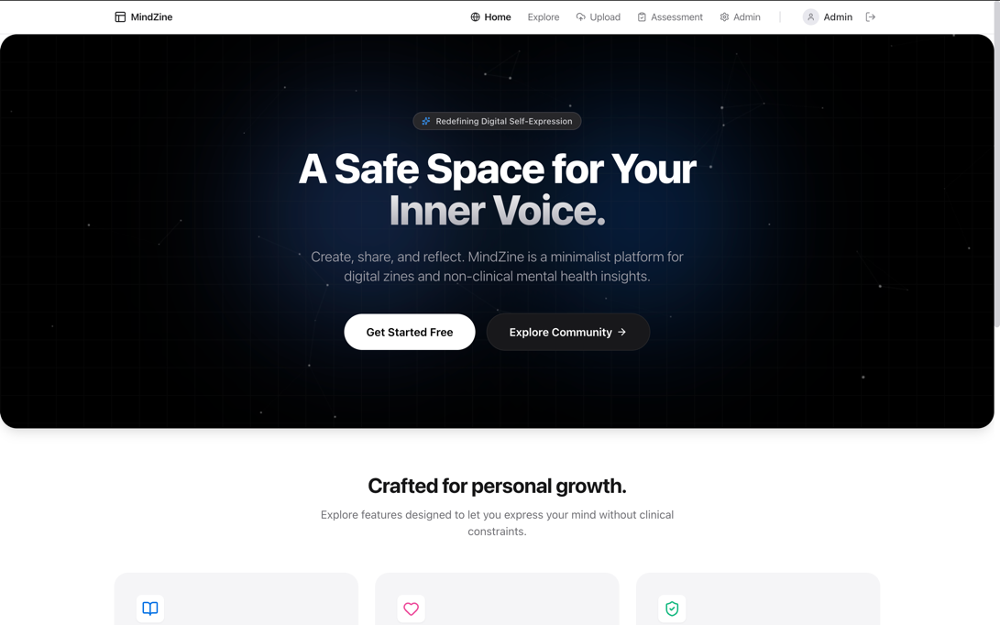 MindZine
Home Explore Upload Assessment Admin Admin
Redefining Digital Self-Expression
A Safe Space for Your
Inner Voice.
Create, share, and reflect. MindZine is a minimalist platform for
digital zines and non-clinical mental health insights.
Get Started Free
Explore Community →
Crafted for personal growth.
Explore features designed to let you express your mind without clinical
constraints.